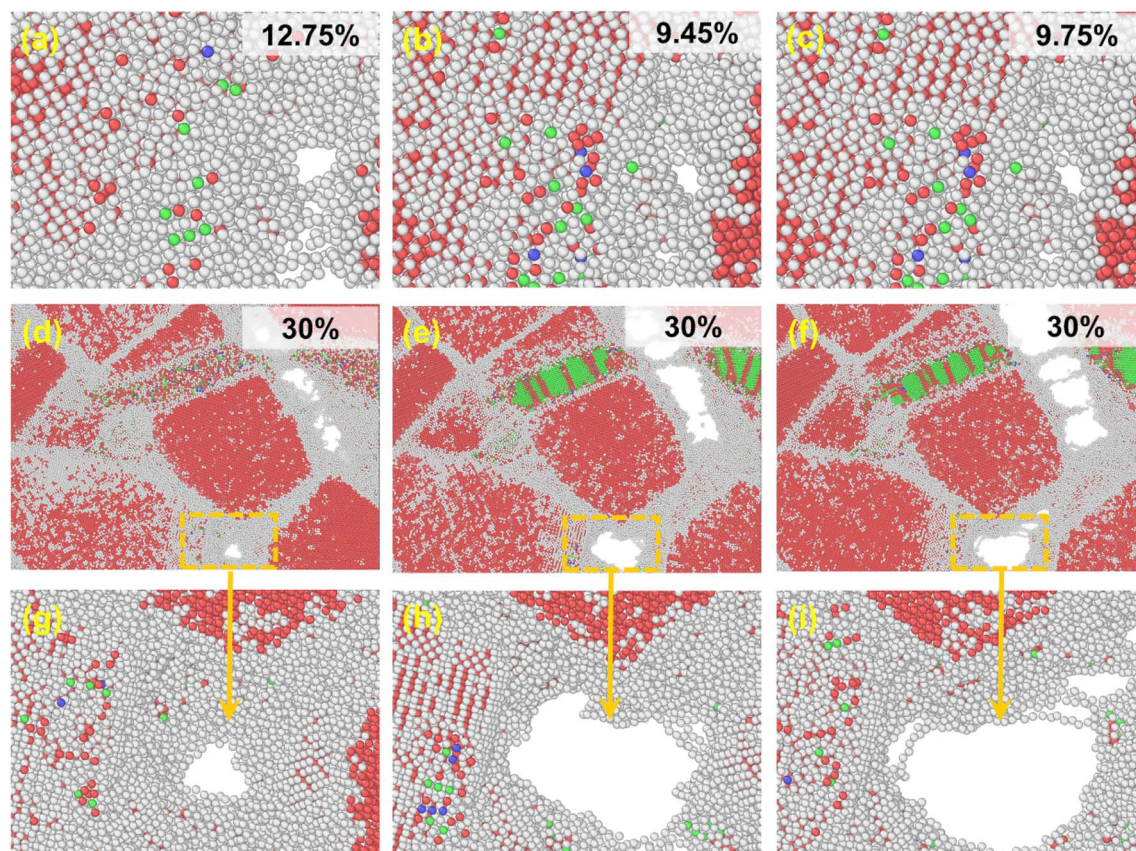 (a) 12.75%
(b) 9.45%
(c) 9.75%
(d) 30%
(e) 30%
(f) 30%
(g)
(h)
(i)